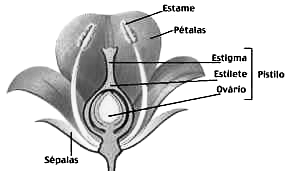 Estame
Pétalas
Estigma
Estilete
Pistilo
Ovário
Sépalas